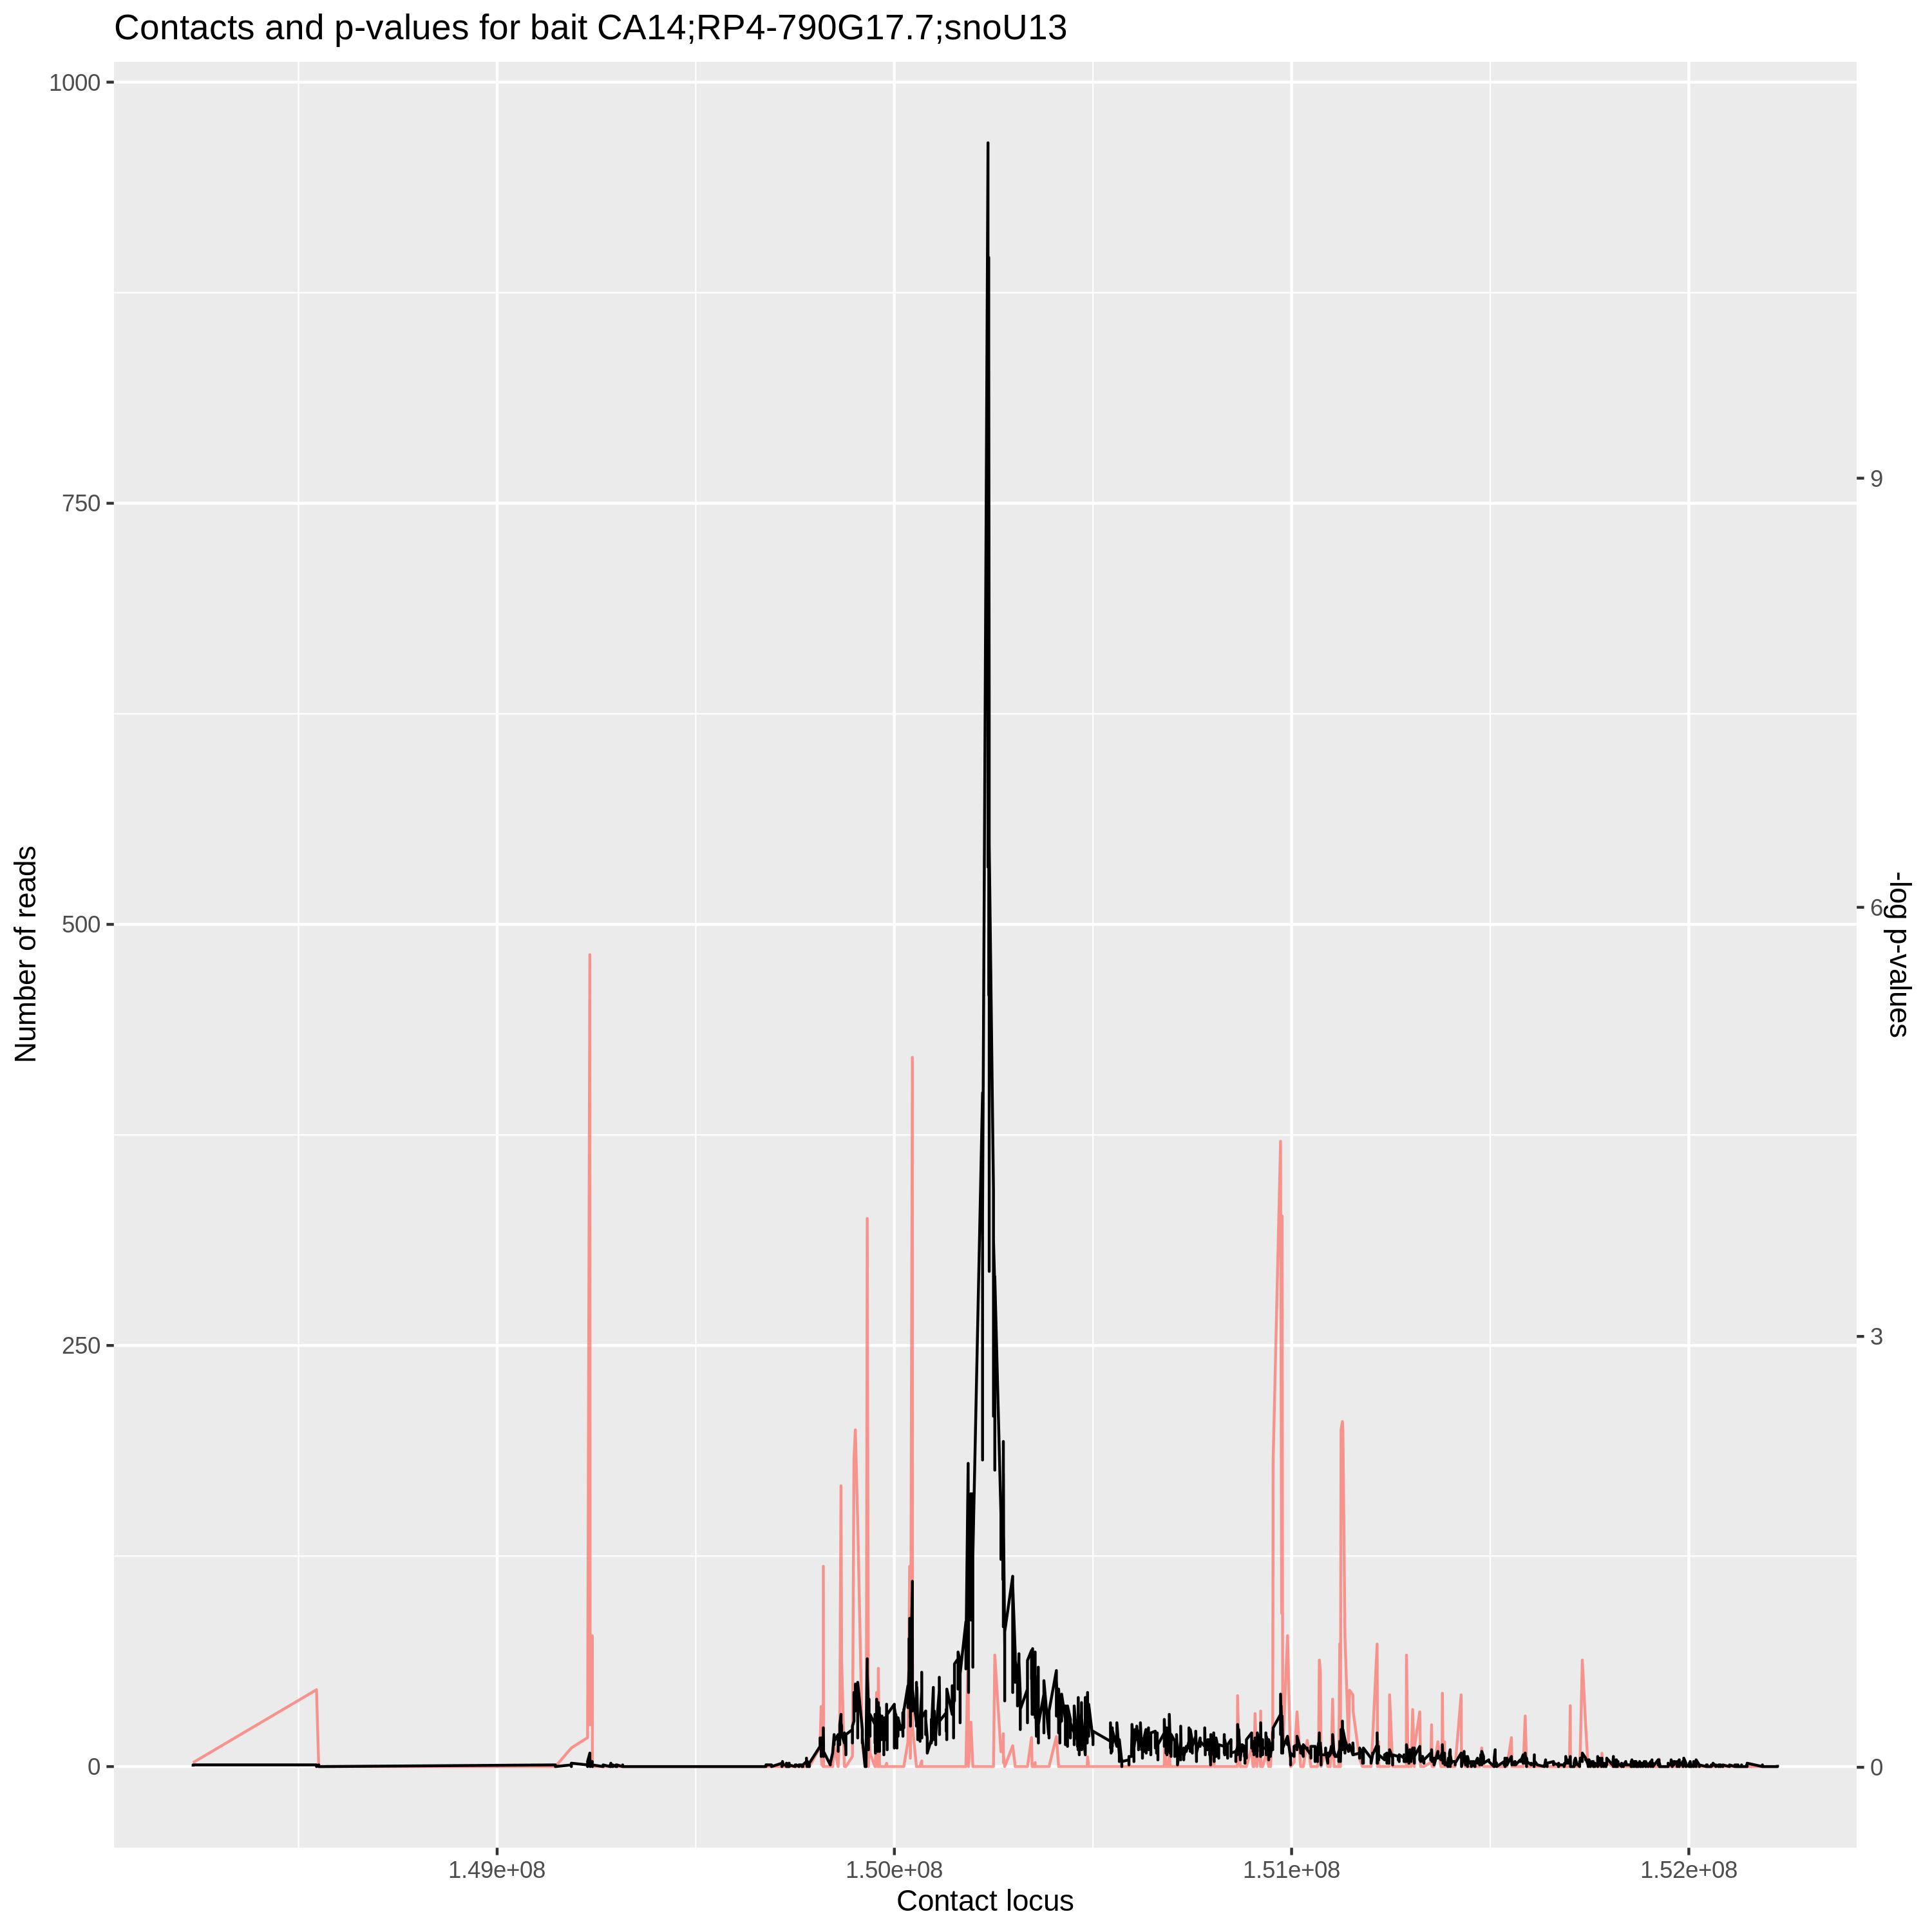 Contacts and p-values for bait CA14;RP4-790G17.7;snoU13
1000
750
500
250
0
Number of reads
9
6
3
0
-log p-values
1.49e+08
1.50e+08
1.51e+08
1.52e+08
Contact locus